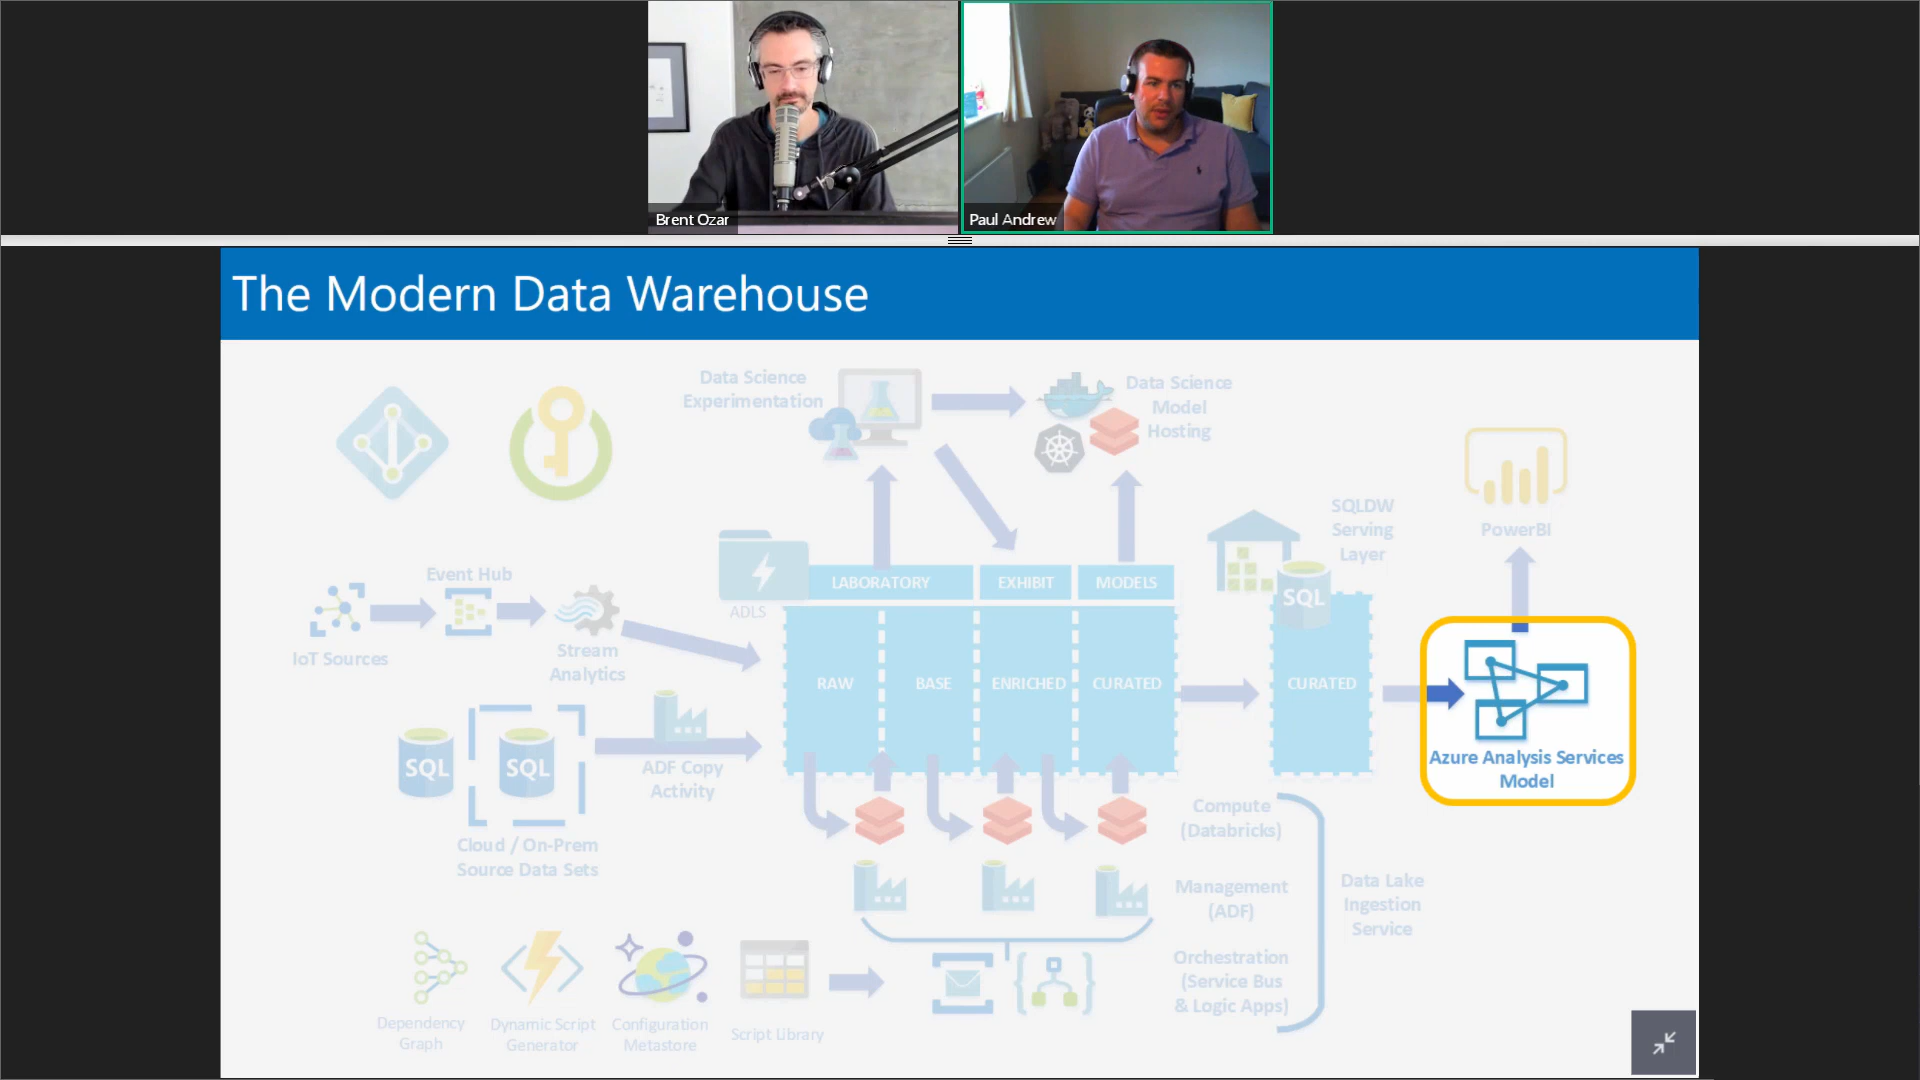 Brent Ozar
Paul Andrew
The Modern Data Warehouse
Data Science
Experimentation
Data Science
Model
Hosting
SQLDW
Serving
Layer
PowerBI
Event Hub
IoT Sources
Stream
Analytics
ADLS
LABORATORY
EXHIBIT
MODELS
SQL
RAW
BASE
ENRICHED
CURATED
CURATED
Azure Analysis Services
Model
SQL
SQL
ADF Copy
Activity
Cloud / On-Prem
Source Data Sets
Compute
(Databricks)
Management
(ADF)
Orchestration
(Service Bus
& Logic Apps)
Data Lake
Ingestion
Service
Dependency
Graph
Dynamic Script
Generator
Configuration
Metastore
Script Library